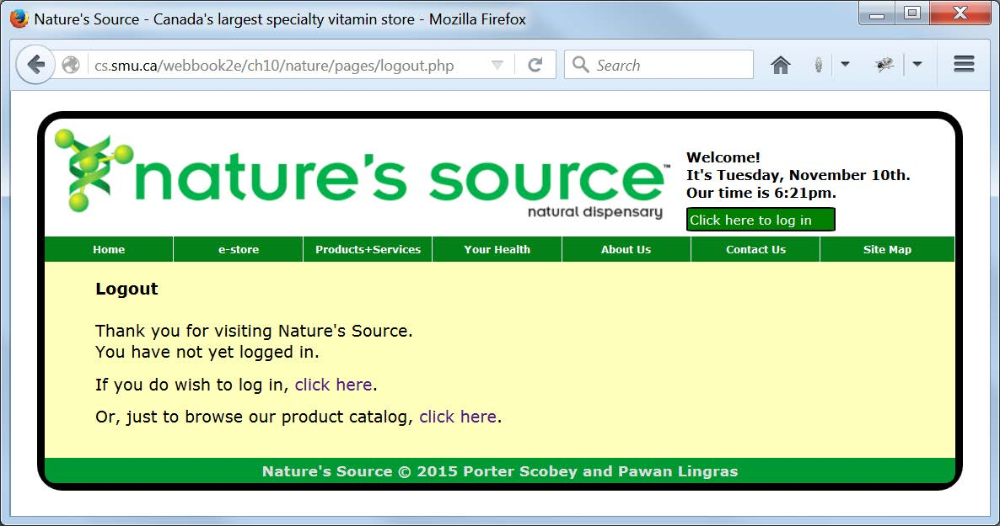 Nature's Source - Canada's largest specialty vitamin store - Mozilla Firefox
cs.smu.ca/webbook2e/ch10/nature/pages/logout.php
Search
nature's source™
natural dispensary
Welcome!
It's Tuesday, November 10th.
Our time is 6:21pm.
Click here to log in
Home e-store Products+Services Your Health About Us Contact Us Site Map
Logout
Thank you for visiting Nature's Source.
You have not yet logged in.
If you do wish to log in, click here.
Or, just to browse our product catalog, click here.
Nature's Source © 2015 Porter Scobey and Pawan Lingras